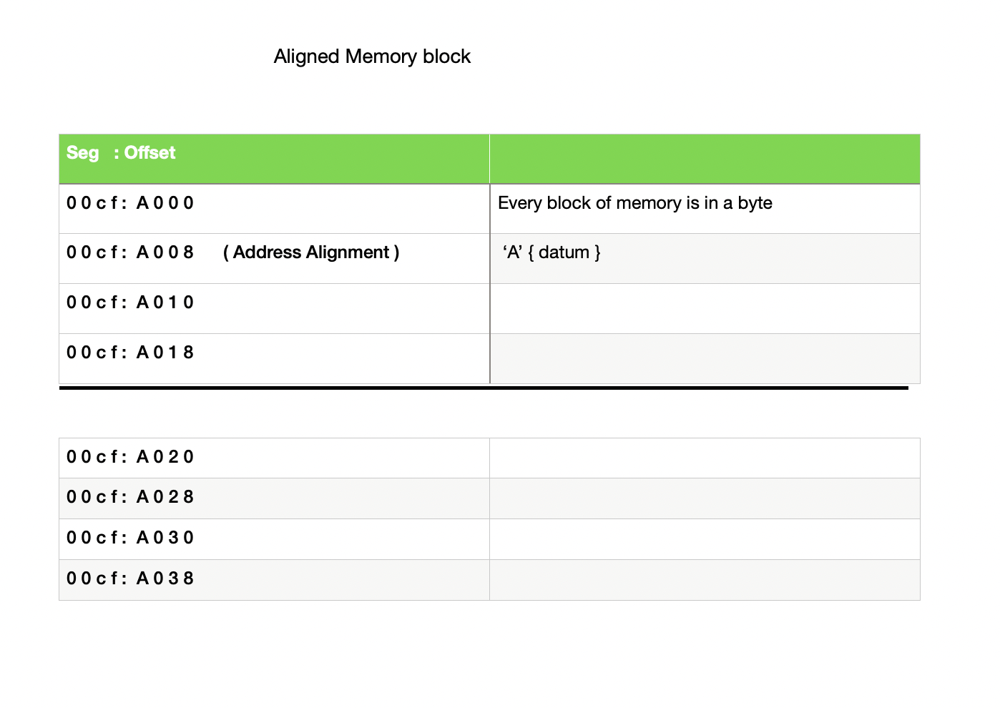 Aligned Memory block
Seg : Offset
0 0 c f : A 0 0 0 Every block of memory is in a byte
0 0 c f : A 0 0 8 ( Address Alignment ) ‘A’ { datum }
0 0 c f : A 0 1 0
0 0 c f : A 0 1 8
0 0 c f : A 0 2 0
0 0 c f : A 0 2 8
0 0 c f : A 0 3 0
0 0 c f : A 0 3 8